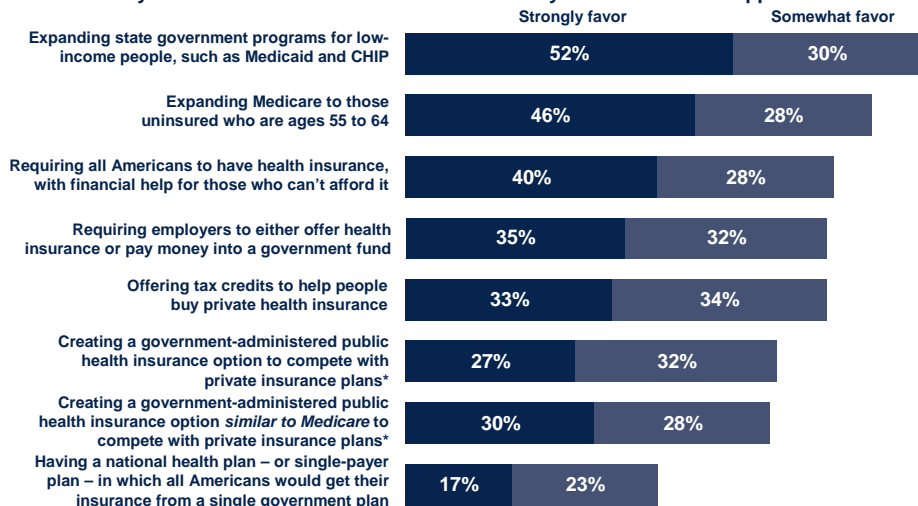 Strongly favor Somewhat favor
Expanding state government programs for low-
income people, such as Medicaid and CHIP
52% 30%
Expanding Medicare to those
uninsured who are ages 55 to 64
46% 28%
Requiring all Americans to have health insurance,
with financial help for those who can’t afford it
40% 28%
Requiring employers to either offer health
insurance or pay money into a government fund
35% 32%
Offering tax credits to help people
buy private health insurance
33% 34%
Creating a government-administered public
health insurance option to compete with
private insurance plans*
27% 32%
Creating a government-administered public
health insurance option similar to Medicare to
compete with private insurance plans*
30% 28%
Having a national health plan – or single-payer
plan – in which all Americans would get their
insurance from a single government plan
17% 23%